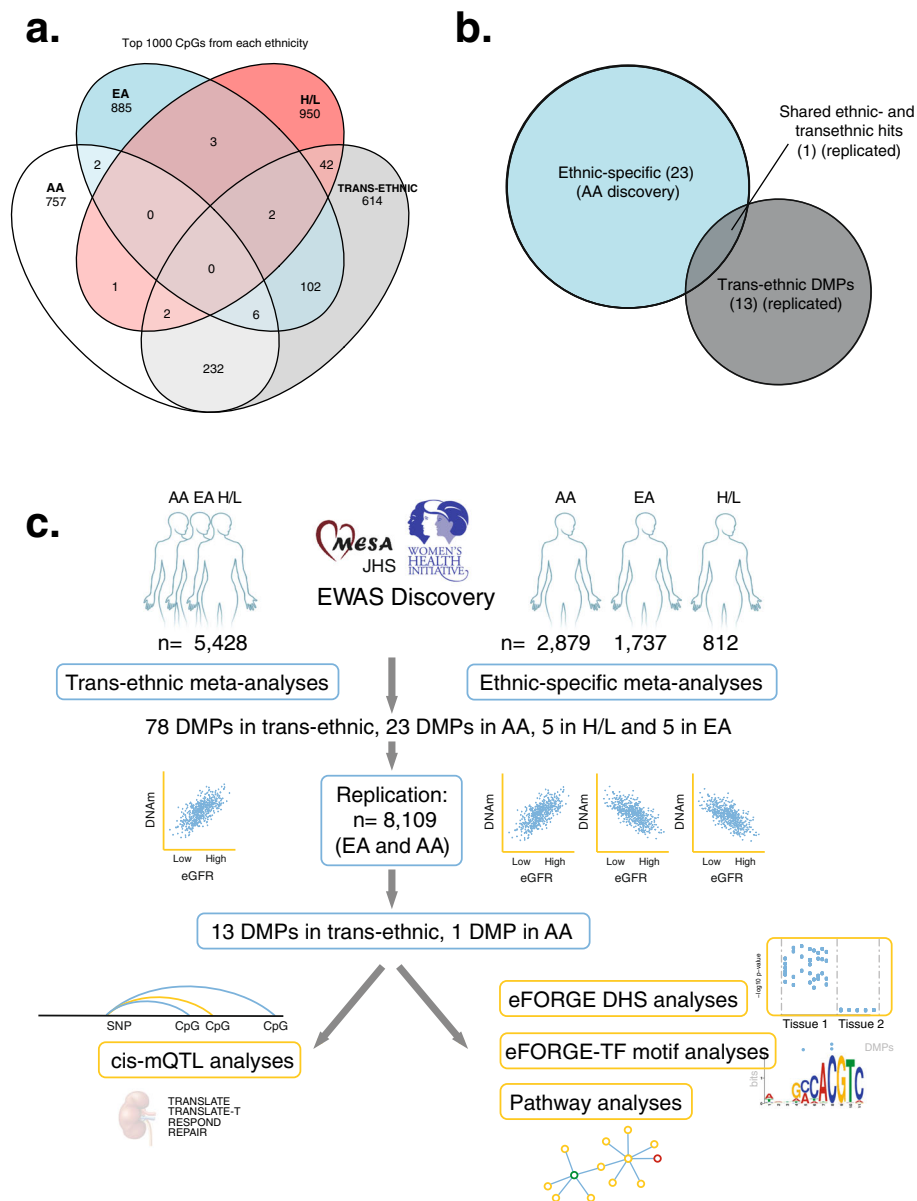 a.
Top 1000 CpGs from each ethnicity
EA
885
H/L
950
AA
757
TRANS-ETHNIC
614
2
3
42
0
2
0
1
102
2
6
232
b.
Ethnic-specific (23)
(AA discovery)
Shared ethnic- and
transethnic hits
(1) (replicated)
Trans-ethnic DMPs
(13) (replicated)
c.
AA EA H/L
MESA
JHS
WOMEN'S
HEALTH
INITIATIVE
EWAS Discovery
AA EA H/L
n= 5,428
n= 2,879 1,737 812
Trans-ethnic meta-analyses
Ethnic-specific meta-analyses
78 DMPs in trans-ethnic, 23 DMPs in AA, 5 in H/L and 5 in EA
DNAm
Low High
eGFR
Replication:
n= 8,109
(EA and AA)
DNAm
Low High
eGFR
DNAm
Low High
eGFR
DNAm
Low High
eGFR
13 DMPs in trans-ethnic, 1 DMP in AA
SNP CpG CpG CpG
cis-mQTL analyses
TRANSLATE
TRANSLATE-T
RESPOND
REPAIR
eFORGE DHS analyses
−log10 p-value
Tissue 1 Tissue 2
eFORGE-TF motif analyses
DMPs
bits
GCCACGTC
Pathway analyses